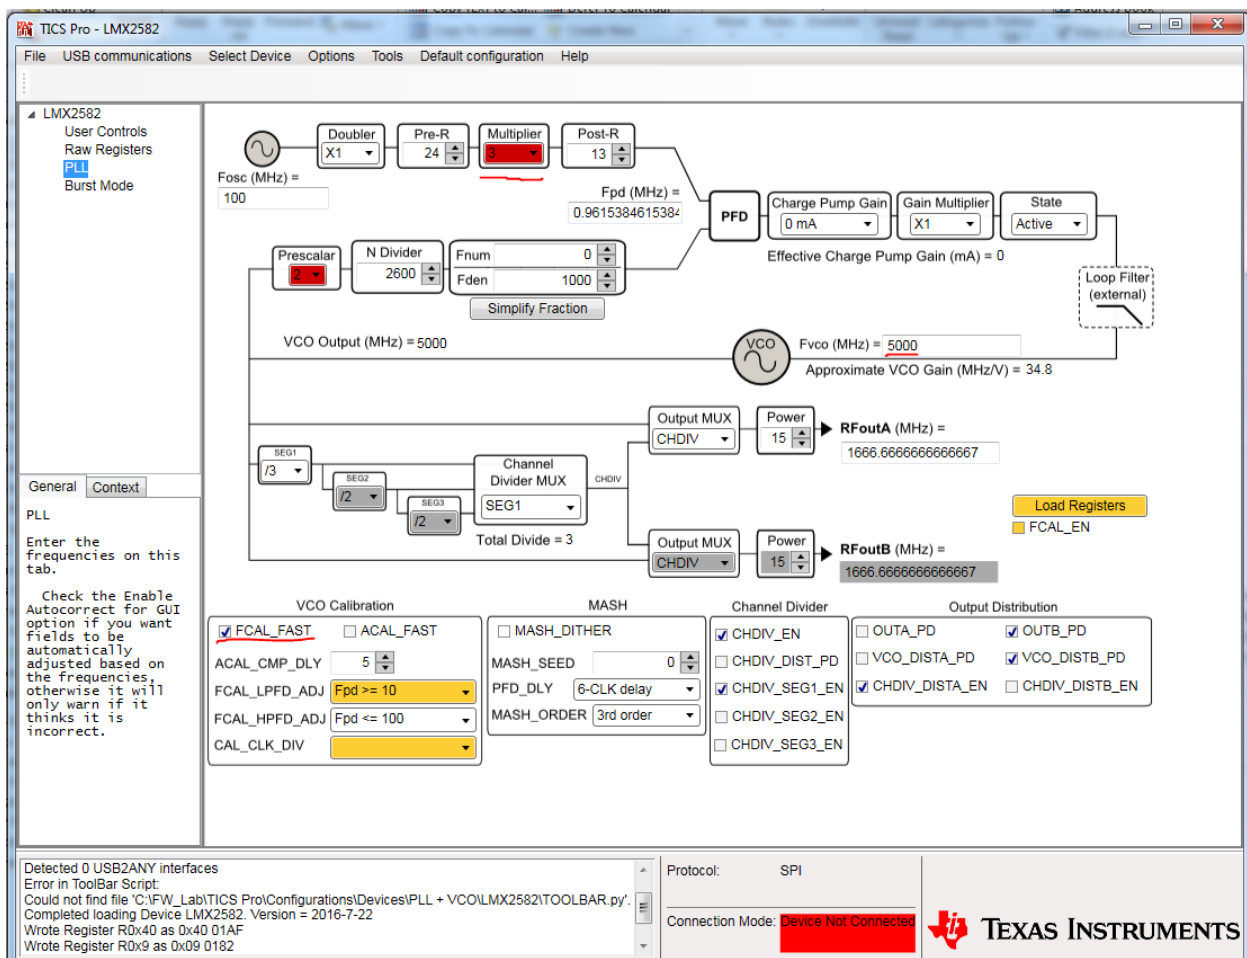 Clean Up
Copy Text to Cal...
Defer To Calendar
Address Book
TICS Pro - LMX2582
File USB communications Select Device Options Tools Default configuration Help
LMX2582
User Controls
Raw Registers
PLL
Burst Mode
Doubler
X1
Pre-R
24
Multiplier
3
Post-R
13
Fosc (MHz) =
100
Fpd (MHz) =
0.9615384615384
PFD
Charge Pump Gain
0 mA
Gain Multiplier
X1
State
Active
Effective Charge Pump Gain (mA) = 0
Prescalar
2
N Divider
2600
Fnum 0
Fden 1000
Simplify Fraction
Loop Filter
(external)
VCO Output (MHz) = 5000
VCO
Fvco (MHz) = 5000
Approximate VCO Gain (MHz/V) = 34.8
SEG1
/3
SEG2
/2
SEG3
/2
Channel
Divider MUX
SEG1
Total Divide = 3
CHDIV
Output MUX
CHDIV
Power
15
RFoutA (MHz) =
1666.6666666666667
Load Registers
FCAL_EN
Output MUX
CHDIV
Power
15
RFoutB (MHz) =
1666.6666666666667
General Context
PLL
Enter the
frequencies on this
tab.
Check the Enable
Autocorrect for GUI
option if you want
fields to be
automatically
adjusted based on
the frequencies,
otherwise it will
only warn if it
thinks it is
incorrect.
VCO Calibration
FCAL_FAST ACAL_FAST
ACAL_CMP_DLY 5
FCAL_LPFD_ADJ Fpd >= 10
FCAL_HPFD_ADJ Fpd <= 100
CAL_CLK_DIV
MASH
MASH_DITHER
MASH_SEED 0
PFD_DLY 6-CLK delay
MASH_ORDER 3rd order
Channel Divider
CHDIV_EN
CHDIV_DIST_PD
CHDIV_SEG1_EN
CHDIV_SEG2_EN
CHDIV_SEG3_EN
Output Distribution
OUTA_PD OUTB_PD
VCO_DISTA_PD VCO_DISTB_PD
CHDIV_DISTA_EN CHDIV_DISTB_EN
Detected 0 USB2ANY interfaces
Error in ToolBar Script:
Could not find file 'C:\FW_Lab\TICS Pro\Configurations\Devices\PLL + VCO\LMX2582\TOOLBAR.py'.
Completed loading Device LMX2582. Version = 2016-7-22
Wrote Register R0x40 as 0x40 01AF
Wrote Register R0x9 as 0x09 0182
Protocol: SPI
Connection Mode: Device Not Connected
TEXAS INSTRUMENTS